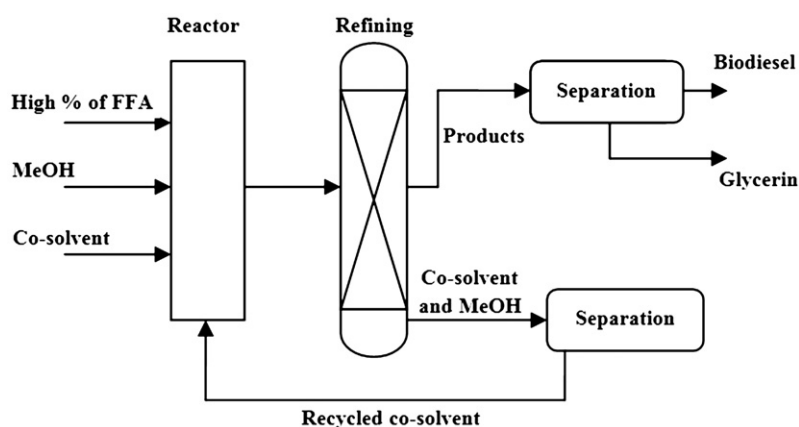 Reactor
Refining
High % of FFA
MeOH
Co-solvent
Products
Separation
Biodiesel
Glycerin
Co-solvent
and MeOH
Separation
Recycled co-solvent